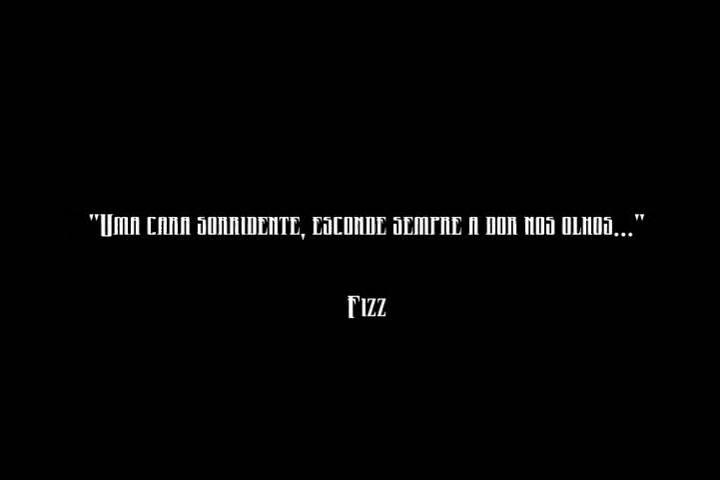 "Uma cara sorridente, esconde sempre a dor nos olhos..."
Fizz